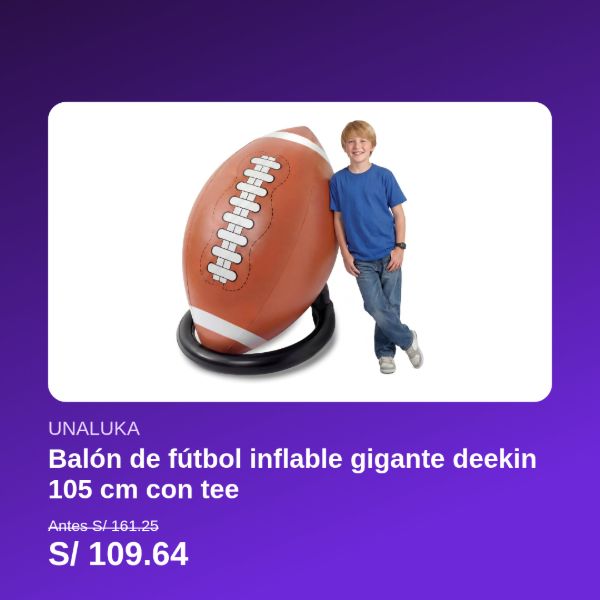 UNALUKA
Balón de fútbol inflable gigante deekin
105 cm con tee
Antes S/ 161.25
S/ 109.64